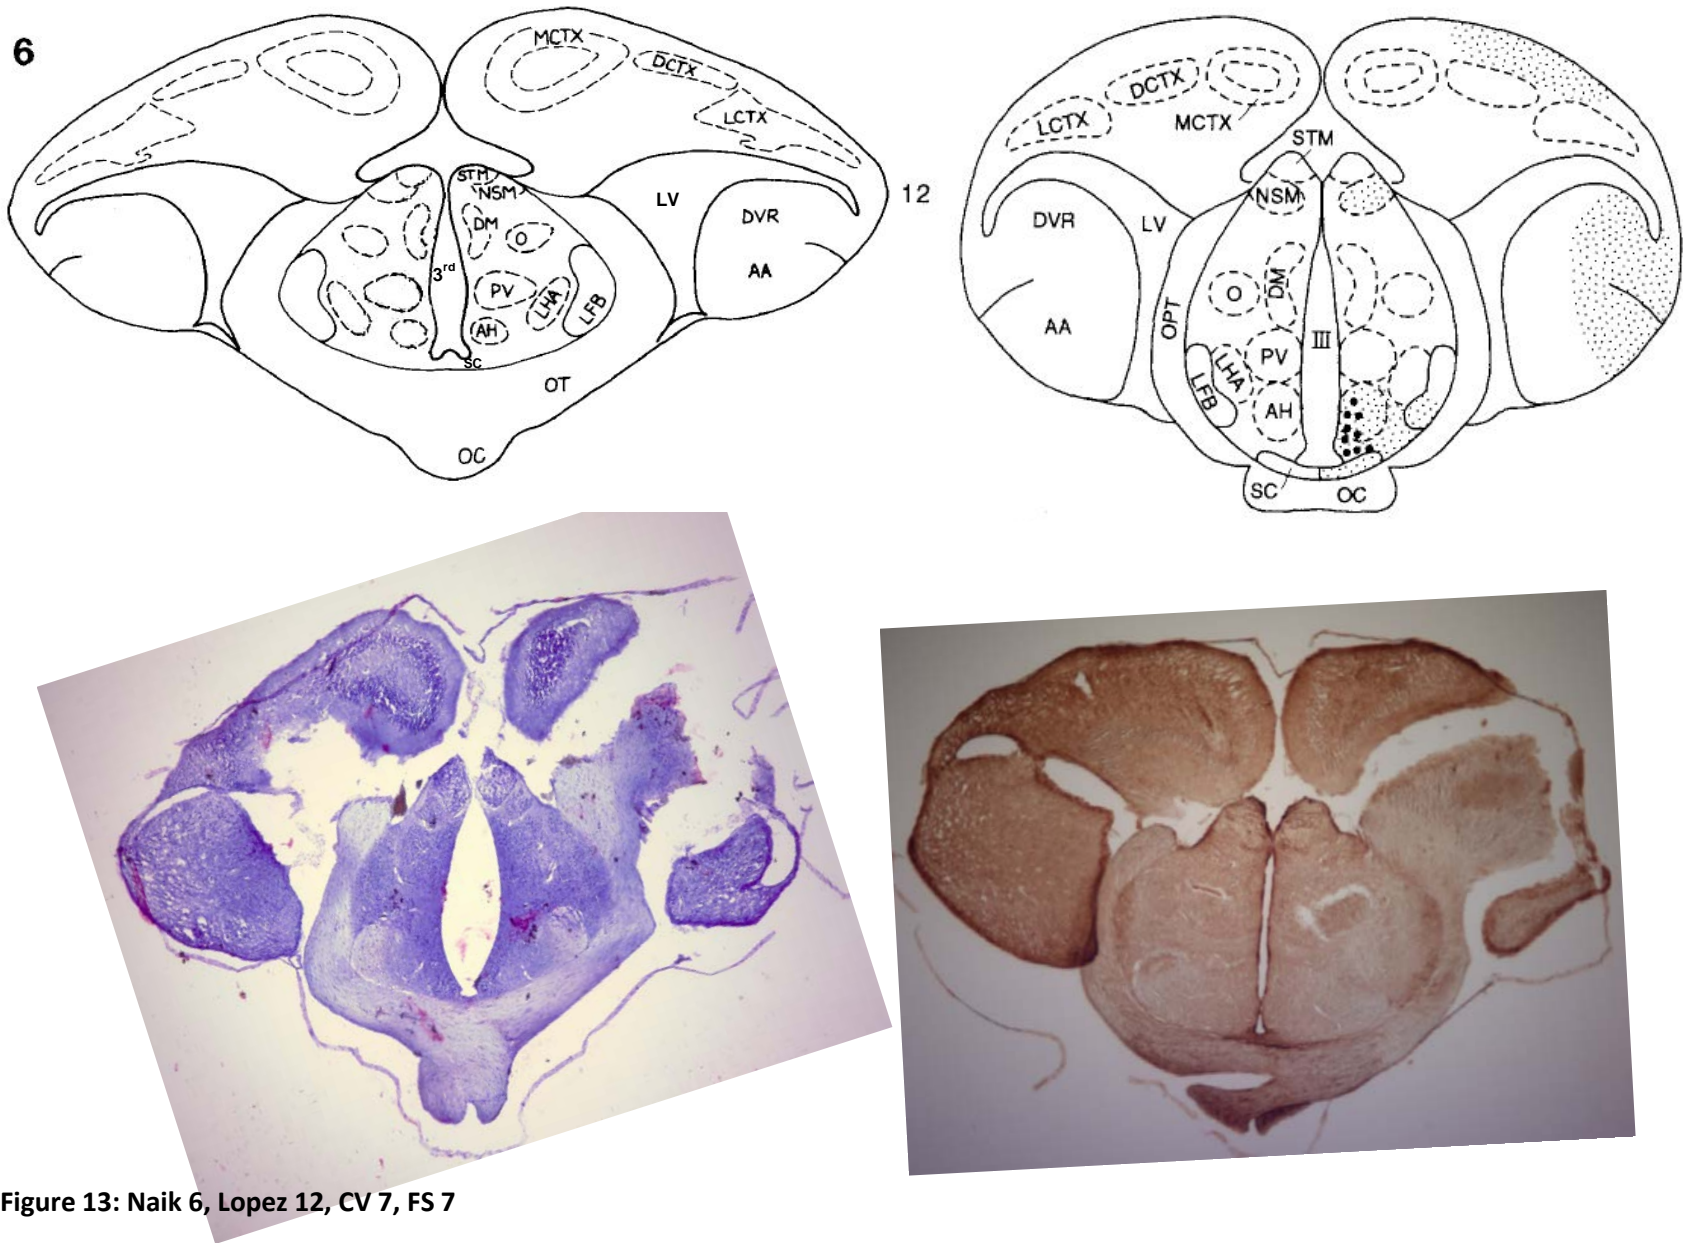 6
MCTX
DCTX
LCTX
STM
NSM
LV
DVR
DM
O
3rd
AA
PV
LHA
LFB
AH
SC
OT
OC
12
DCTX
LCTX
MCTX
STM
NSM
DVR
LV
O
DM
OPT
AA
III
PV
LHA
LFB
AH
SC
OC
Figure 13: Naik 6, Lopez 12, CV 7, FS 7